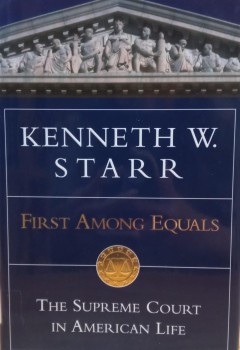 KENNETH W.
STARR
FIRST AMONG EQUALS
THE SUPREME COURT
IN AMERICAN LIFE